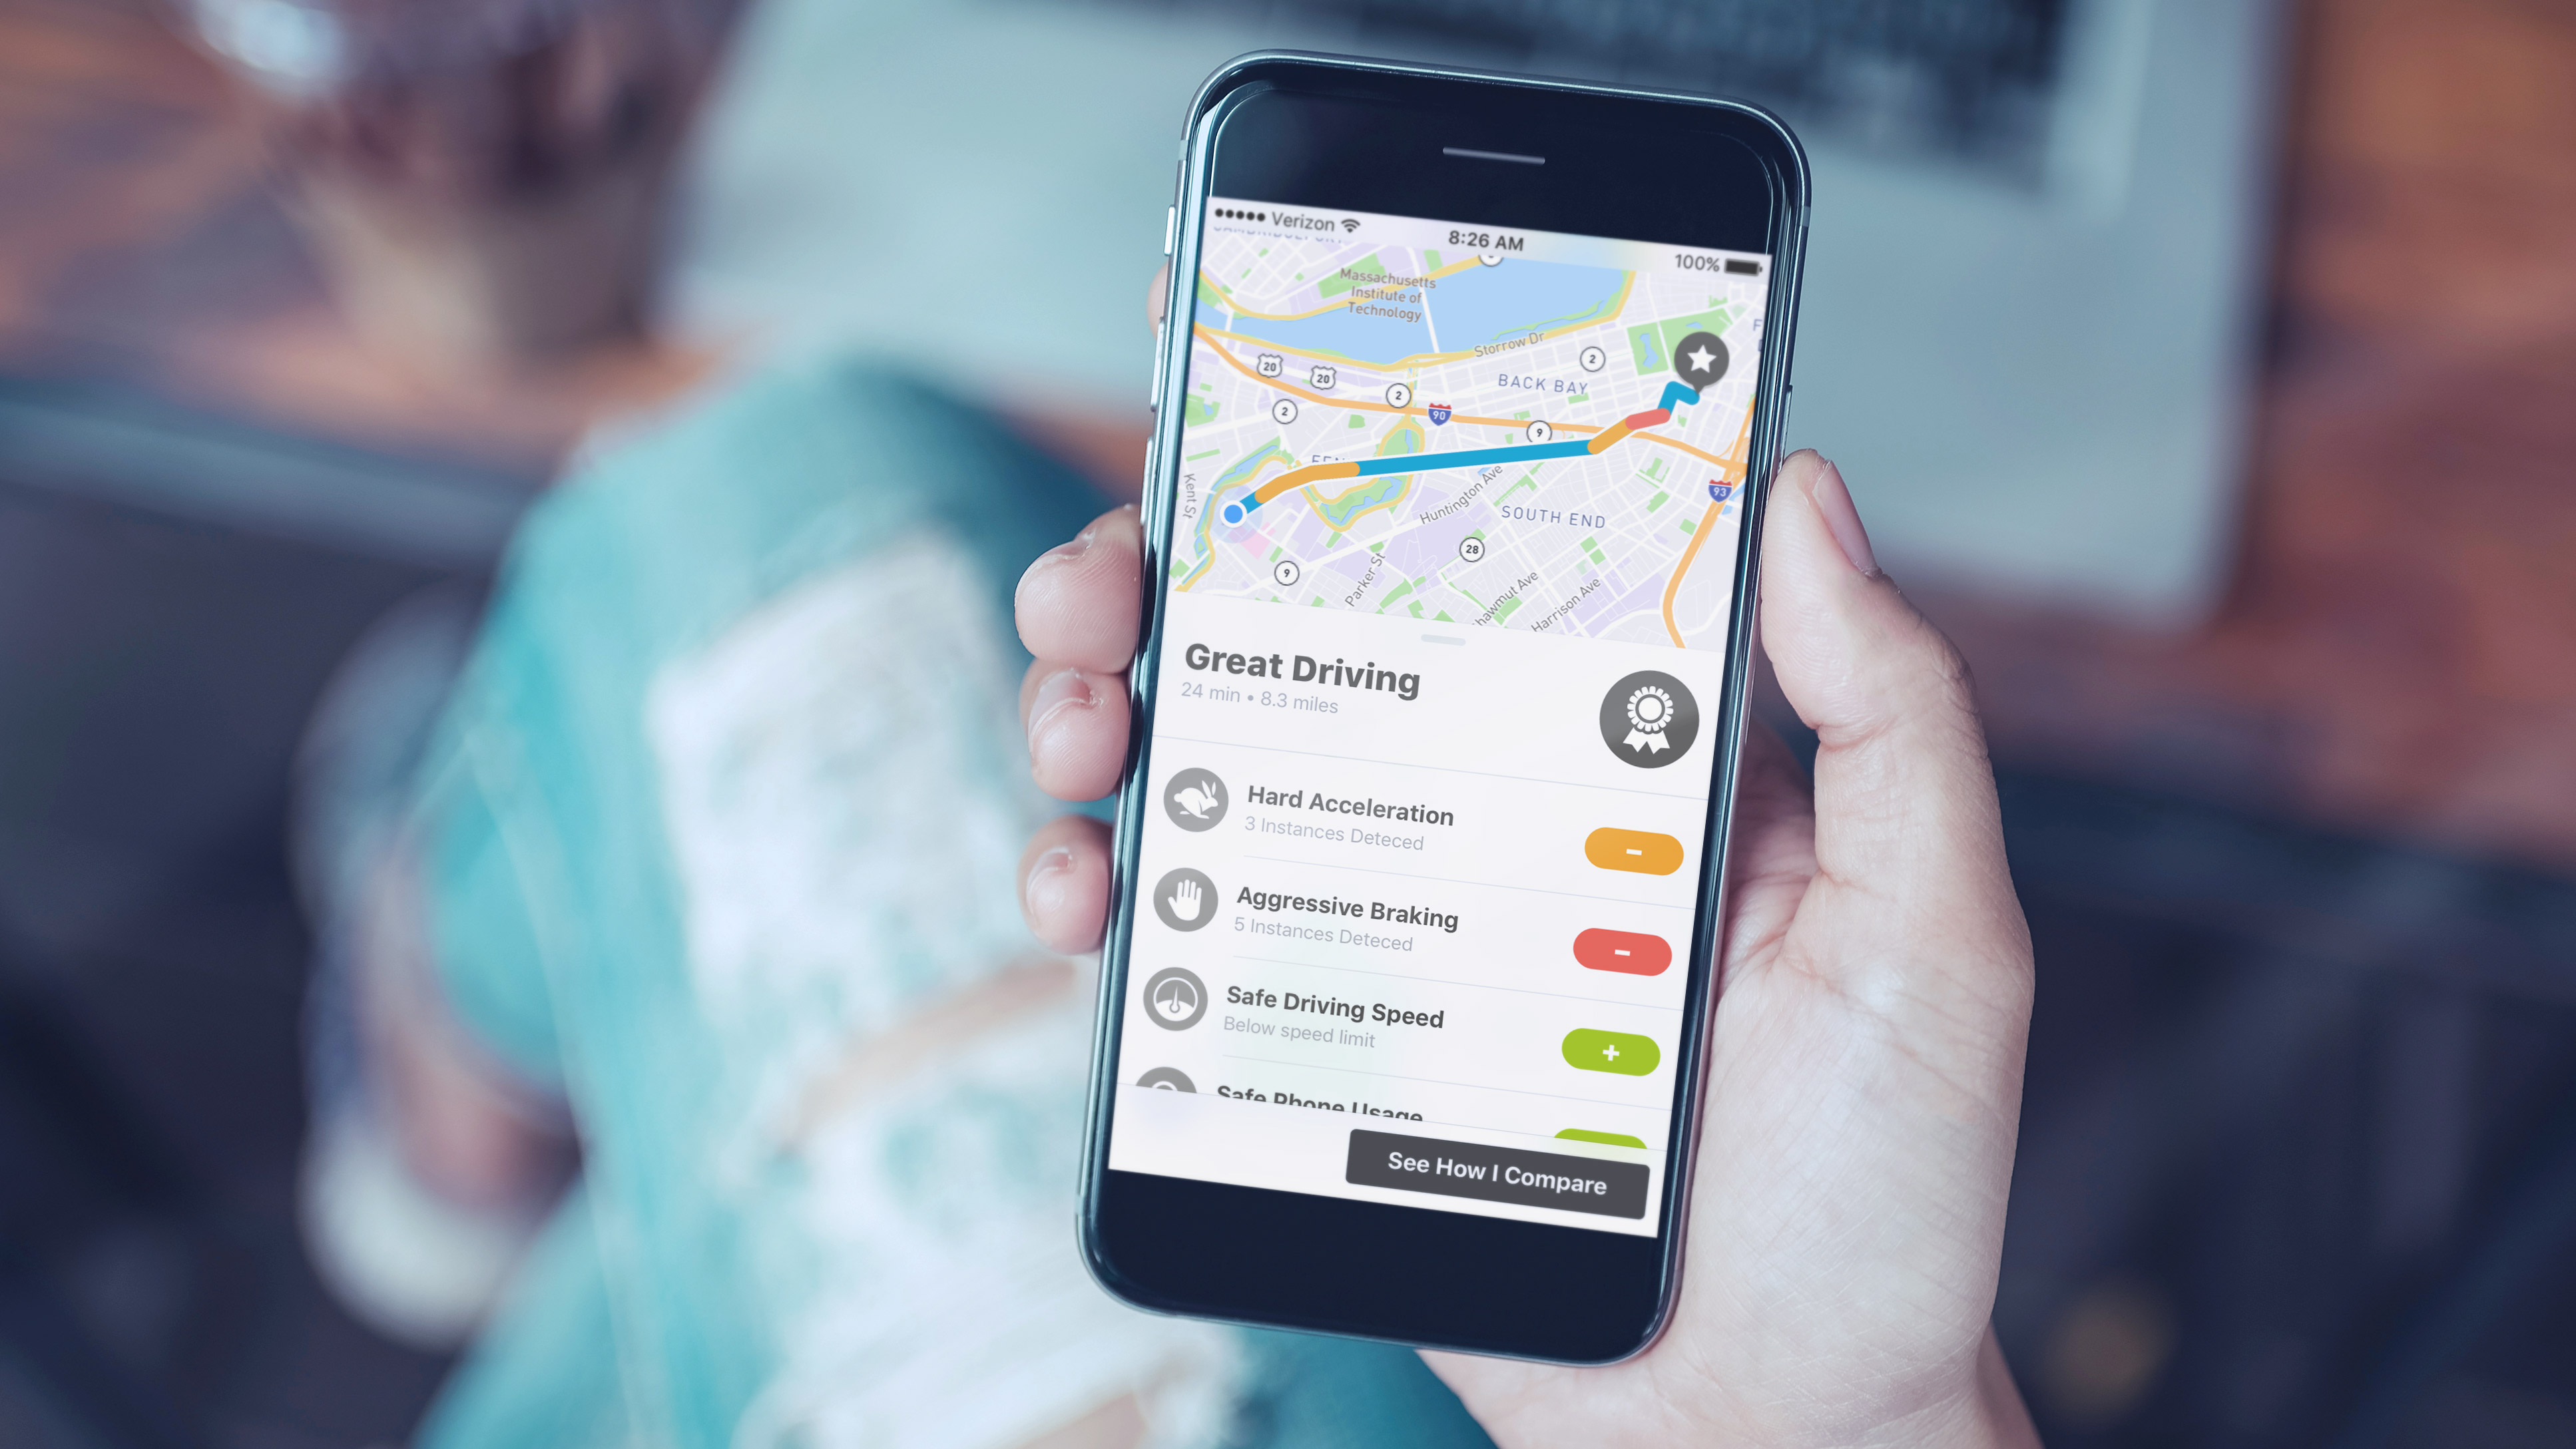 Verizon
8:26 AM
100%
Massachusetts
Institute of
Technology
Storrow Dr
2
20
20
BACK BAY
2
2
90
9
93
Kent St
Huntington Ave
SOUTH END
28
9
Parker St
Harrison Ave
Great Driving
24 min • 8.3 miles
Hard Acceleration
3 Instances Deteced
Aggressive Braking
5 Instances Deteced
Safe Driving Speed
Below speed limit
Safe Phone Usage
See How I Compare